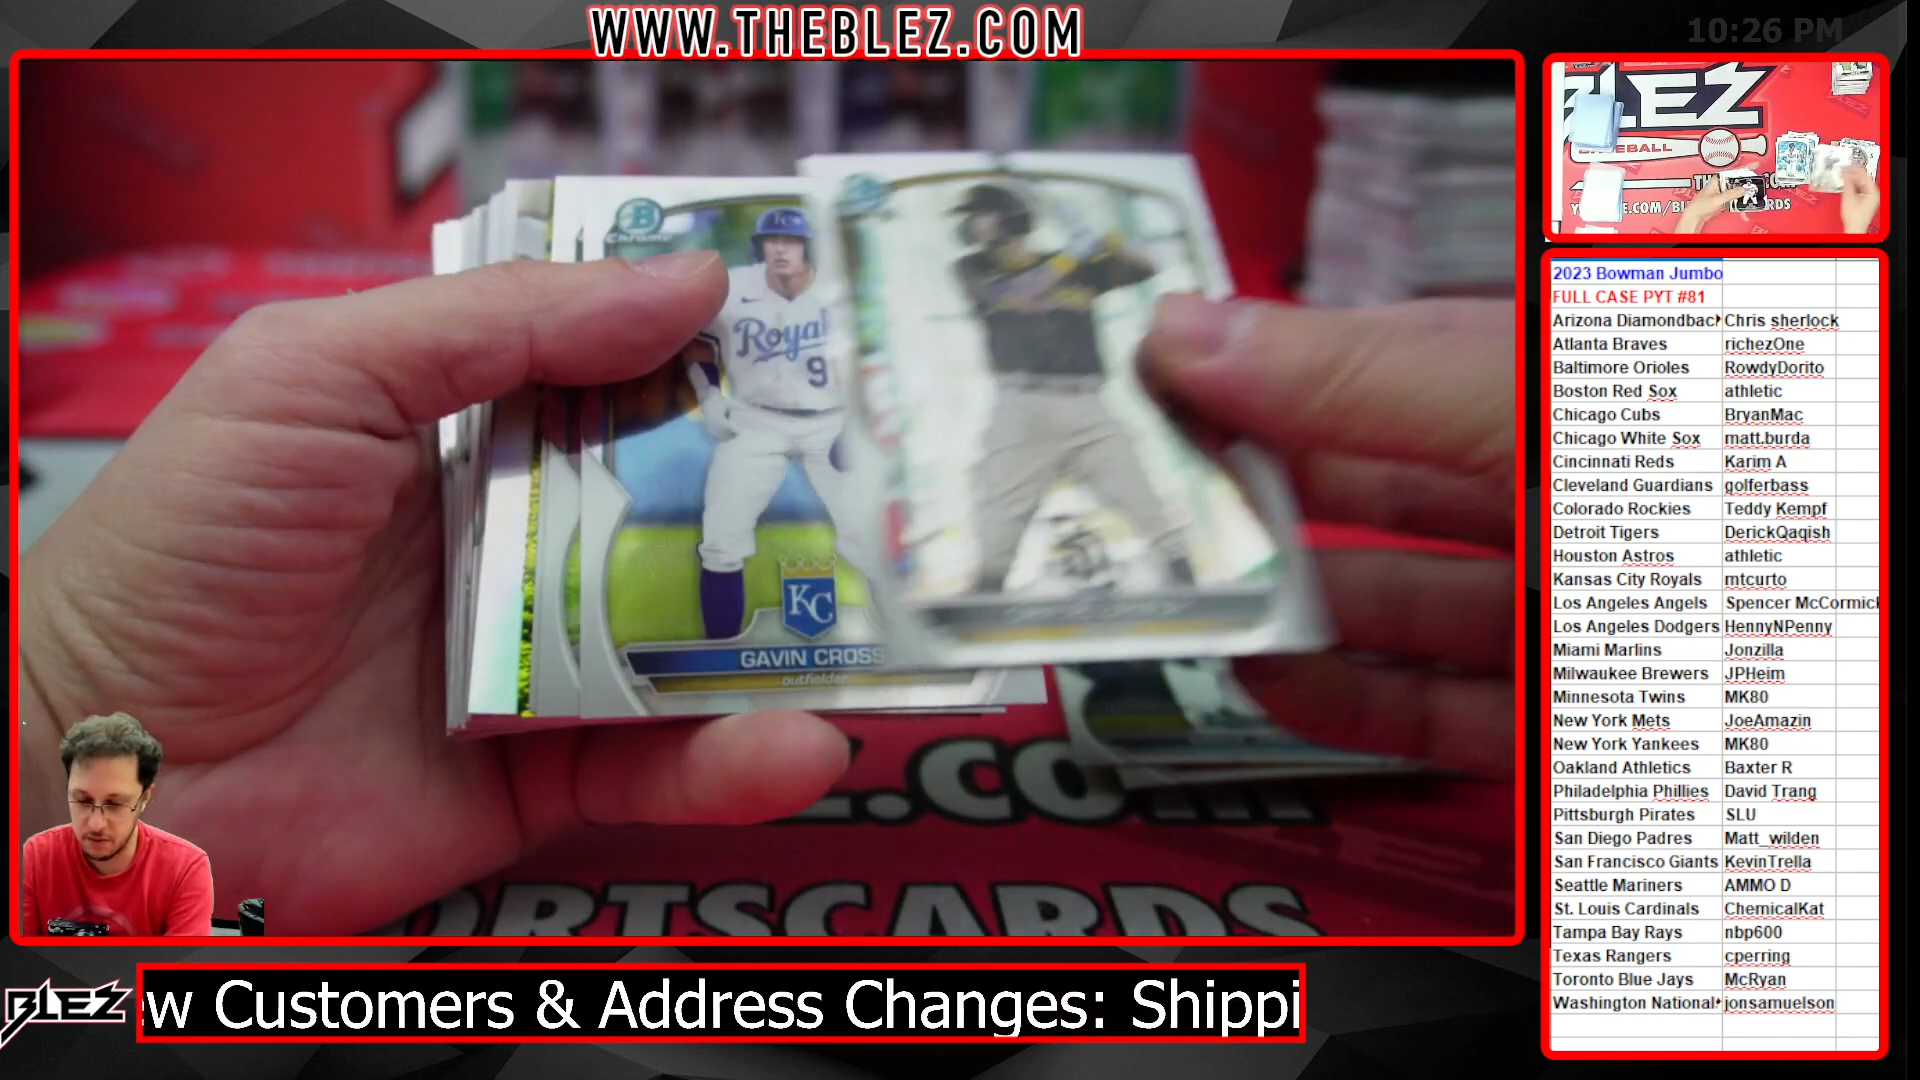 WWW.THEBLEZ.COM
10:26 PM
BLEZ
BASEBALL
B
Chrome
Royal
9
KC
GAVIN CROSS
outfielder
Z.COM
ORTSCARDS
2023 Bowman Jumbo
FULL CASE PYT #81
Arizona Diamondbac Chris sherlock
Atlanta Braves richezOne
Baltimore Orioles RowdyDorito
Boston Red Sox athletic
Chicago Cubs BryanMac
Chicago White Sox matt.burda
Cincinnati Reds Karim A
Cleveland Guardians golferbass
Colorado Rockies Teddy Kempf
Detroit Tigers DerickQaqish
Houston Astros athletic
Kansas City Royals mtcurto
Los Angeles Angels Spencer McCormick
Los Angeles Dodgers HennyNPenny
Miami Marlins Jonzilla
Milwaukee Brewers JPHeim
Minnesota Twins MK80
New York Mets JoeAmazin
New York Yankees MK80
Oakland Athletics Baxter R
Philadelphia Phillies David Trang
Pittsburgh Pirates SLU
San Diego Padres Matt_wilden
San Francisco Giants KevinTrella
Seattle Mariners AMMO D
St. Louis Cardinals ChemicalKat
Tampa Bay Rays nbp600
Texas Rangers cperring
Toronto Blue Jays McRyan
Washington National jonsamuelson
BLEZ
w Customers & Address Changes: Shippi